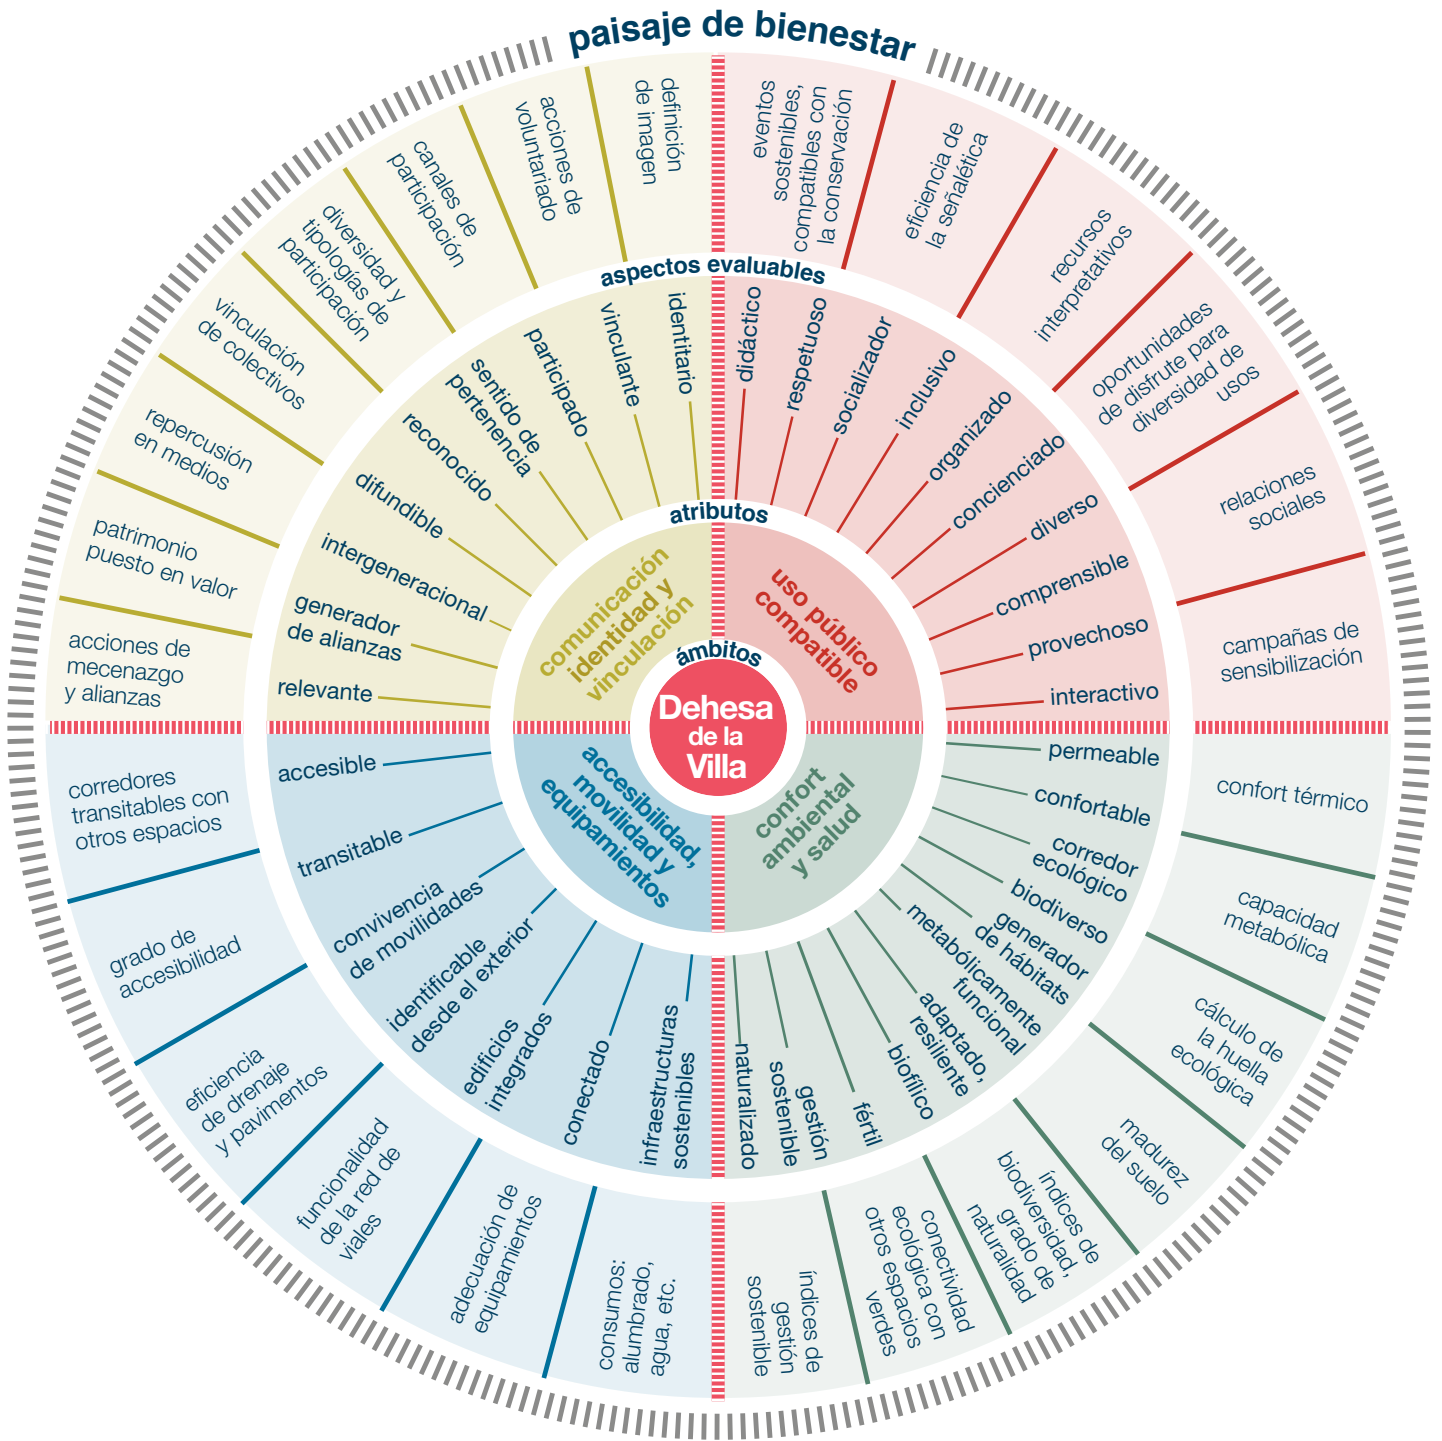 paisaje de bienestar
eventos
sostenibles,
compatibles con
la conservación
eficiencia de
la señalética
recursos
interpretativos
oportunidades
de disfrute para
diversidad de
usos
relaciones
sociales
campañas de
sensibilización
confort térmico
capacidad
metabólica
cálculo de
la huella
ecológica
madurez
del suelo
índices de
biodiversidad,
grado de
naturalidad
conectividad
ecológica con
otros espacios
verdes
índices de
gestión
sostenible
consumos:
alumbrado,
agua, etc.
adecuación de
equipamientos
funcionalidad
de la red de
viales
eficiencia
de drenaje
y pavimentos
grado de
accesibilidad
corredores
transitables con
otros espacios
acciones de
mecenazgo
y alianzas
patrimonio
puesto en valor
repercusión
en medios
vinculación
de colectivos
diversidad y
tipologías de
participación
canales de
participación
acciones de
voluntariado
definición
de imagen
aspectos evaluables
didáctico
respetuoso
socializador
inclusivo
organizado
concienciado
diverso
comprensible
provechoso
interactivo
permeable
confortable
corredor
ecológico
biodiverso
generador
de hábitats
metabólicamente
funcional
adaptado,
resiliente
biofílico
fértil
gestión
sostenible
naturalizado
infraestructuras
sostenibles
conectado
edificios
integrados
identificable
desde el exterior
convivencia
de movilidades
transitable
accesible
relevante
generador
de alianzas
intergeneracional
difundible
reconocido
sentido de
pertenencia
participado
vinculante
identitario
atributos
comunicación
identidad y
vinculación
uso público
compatible
confort
ambiental
y salud
accesibilidad,
movilidad y
equipamientos
ámbitos
Dehesa
de la
Villa